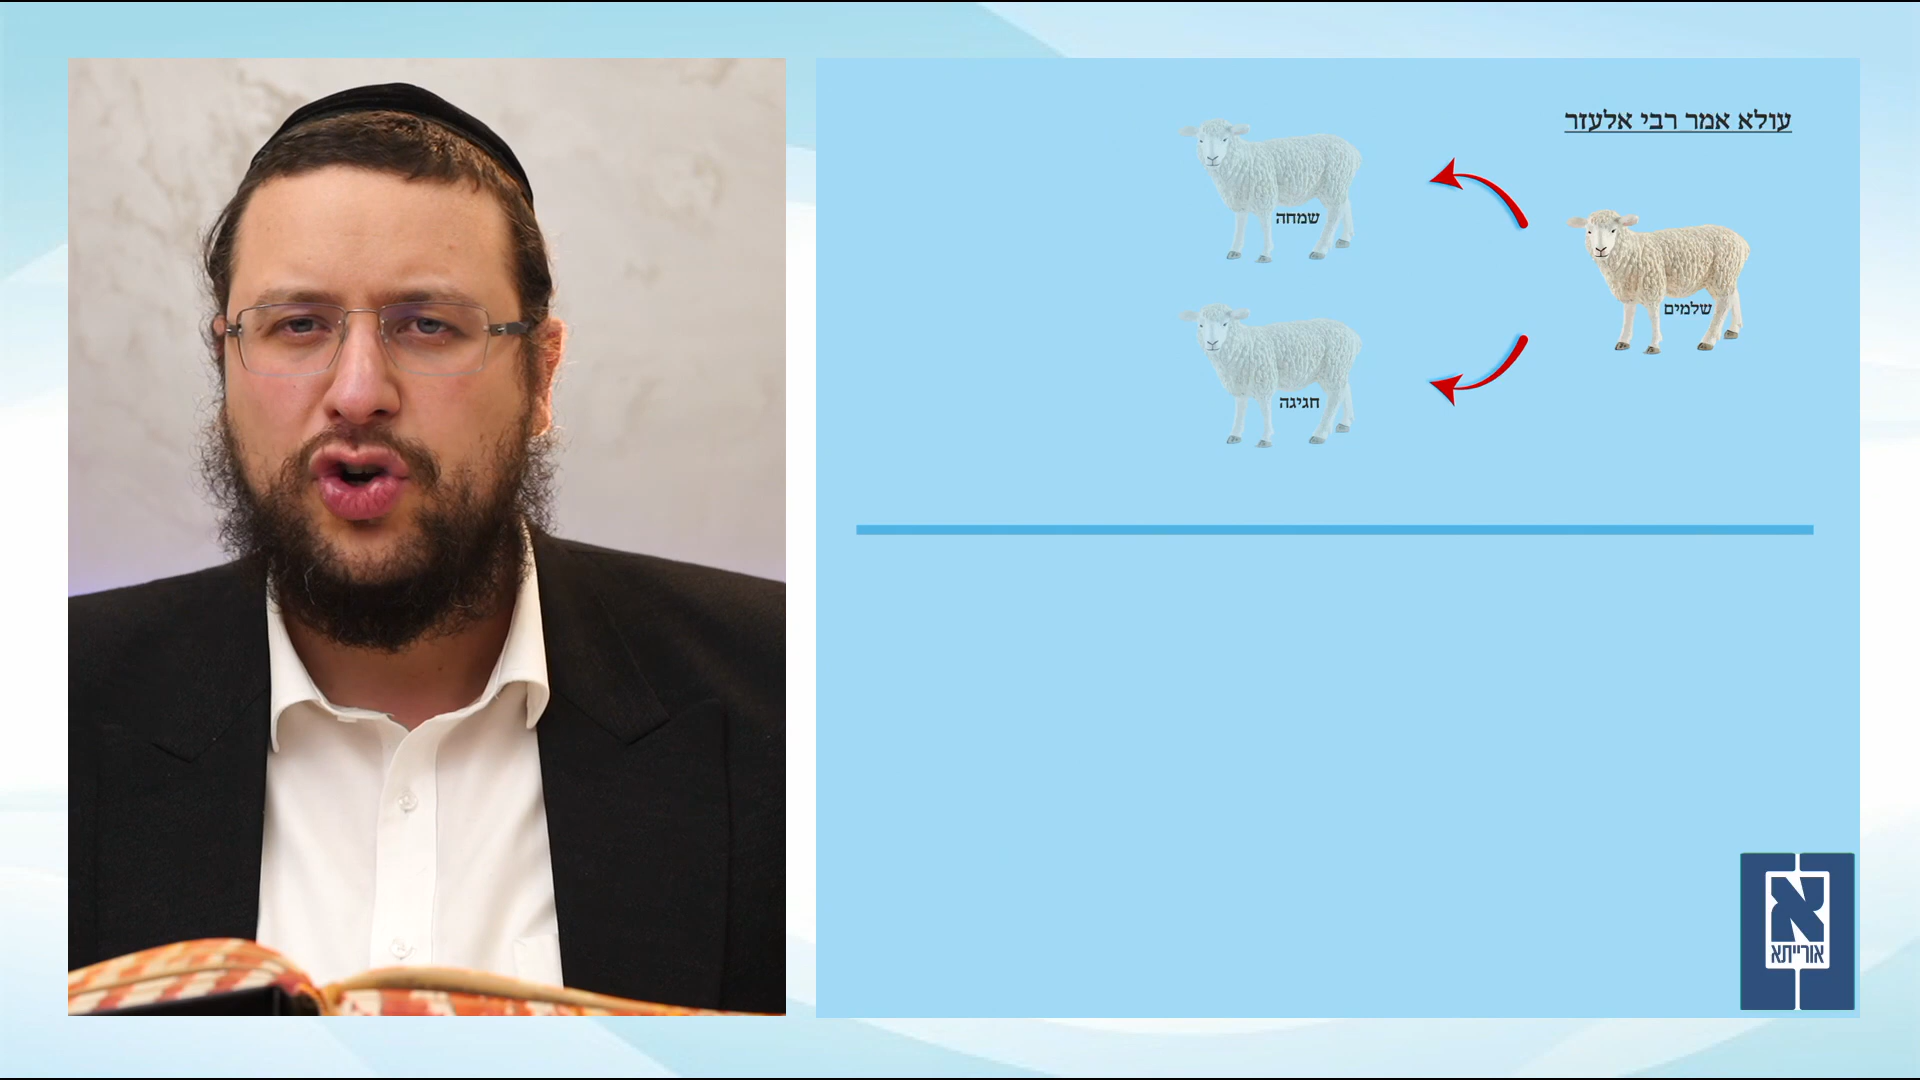 עולא אמר רבי אלעזר
שלמים
שמחה
חגיגה
א
אורייתא